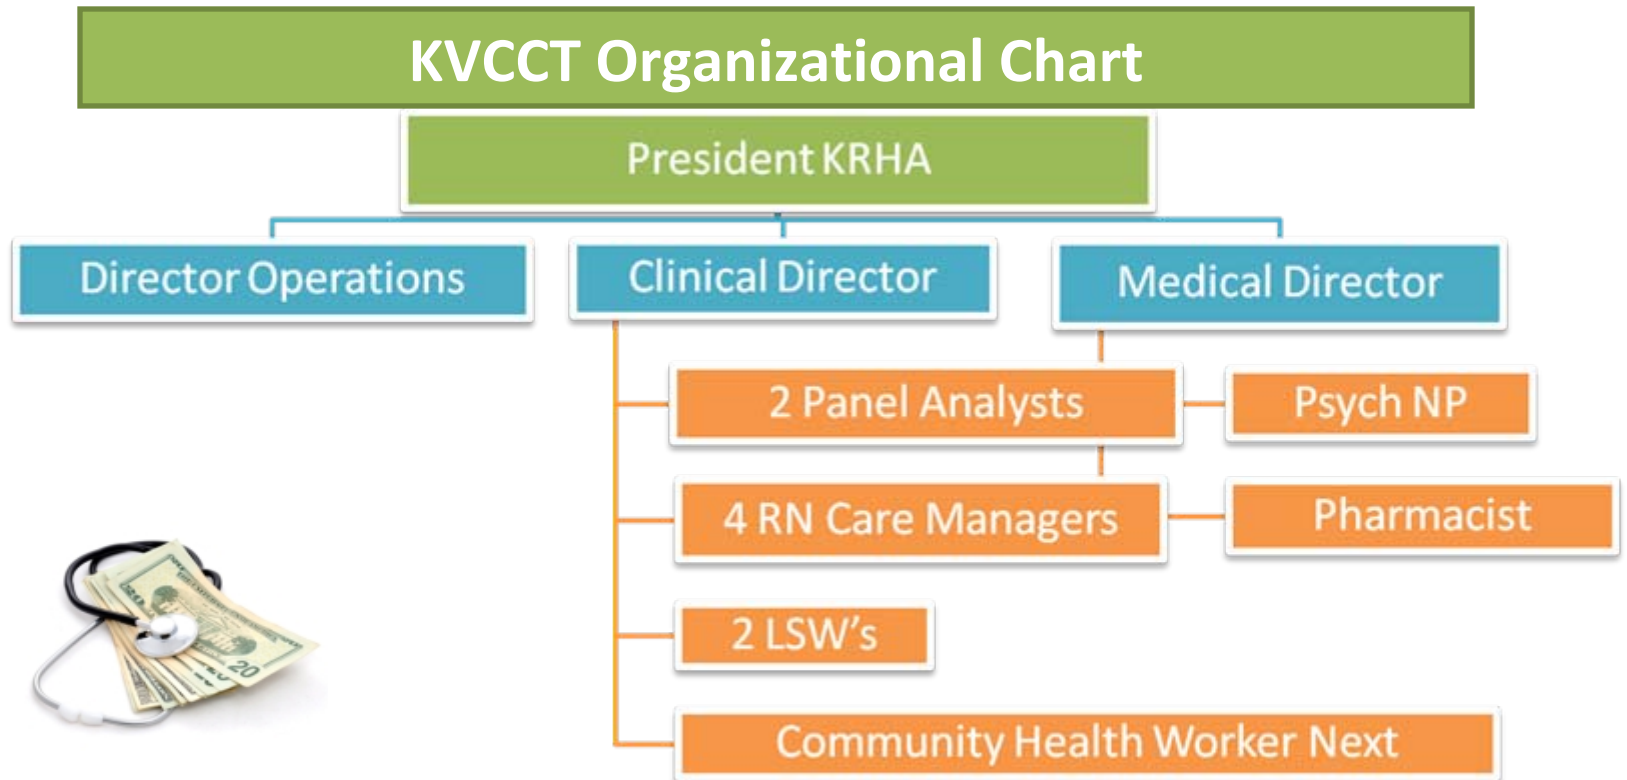 KVCCT Organizational Chart
President KRHA
Director Operations
Clinical Director
Medical Director
2 Panel Analysts
Psych NP
4 RN Care Managers
Pharmacist
2 LSW’s
Community Health Worker Next
20